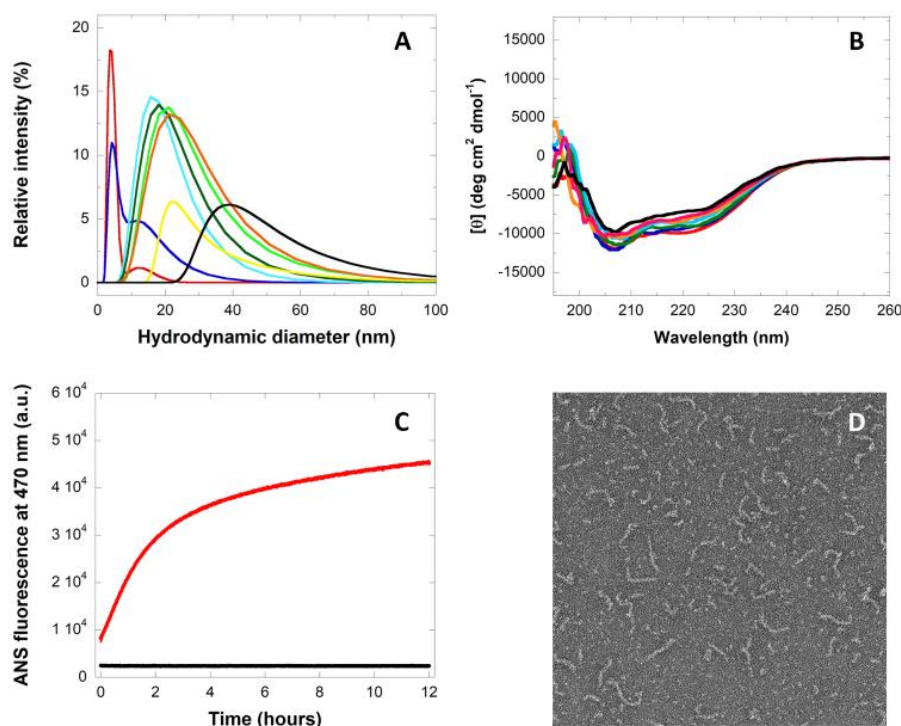 A
Relative intensity (%)
20
15
10
5
0
0 20 40 60 80 100
Hydrodynamic diameter (nm)
B
[θ] (deg cm² dmol⁻¹)
15000
10000
5000
0
-5000
-10000
-15000
200 210 220 230 240 250 260
Wavelength (nm)
C
ANS fluorescence at 470 nm (a.u.)
6 10⁴
5 10⁴
4 10⁴
3 10⁴
2 10⁴
1 10⁴
0
0 2 4 6 8 10 12
Time (hours)
D